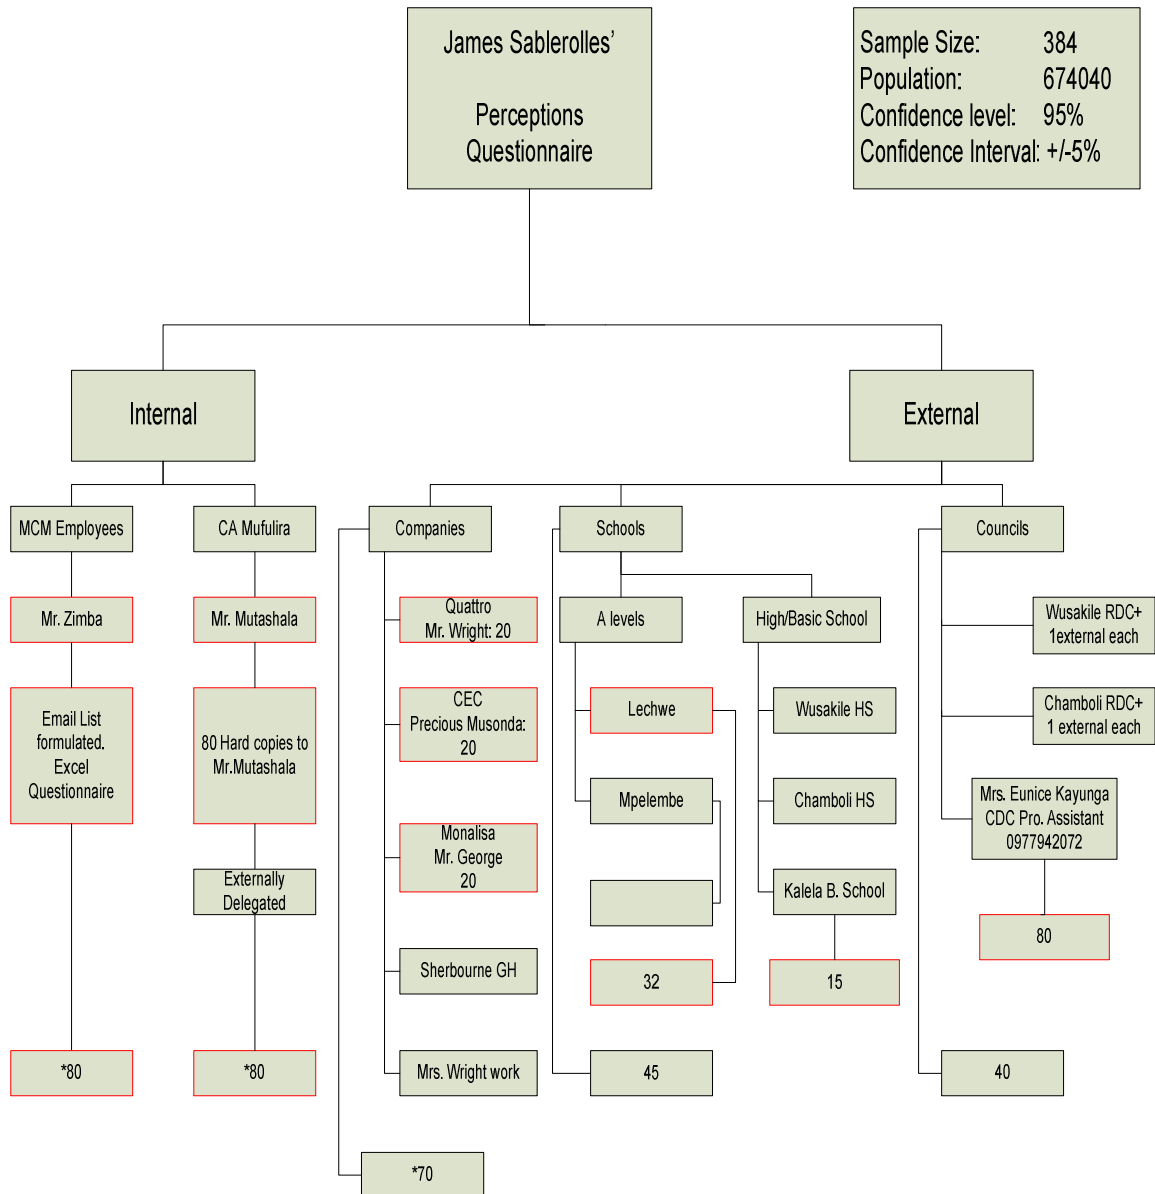 James Sablerolles’
Perceptions
Questionnaire
Sample Size: 384
Population: 674040
Confidence level: 95%
Confidence Interval: +/-5%
Internal
External
MCM Employees
CA Mufulira
Companies
Schools
Councils
Mr. Zimba
Mr. Mutashala
Quattro
Mr. Wright: 20
A levels
High/Basic School
Wusakile RDC+
1external each
Email List
formulated.
Excel
Questionnaire
80 Hard copies to
Mr.Mutashala
CEC
Precious Musonda:
20
Lechwe
Wusakile HS
Chamboli RDC+
1 external each
Mpelembe
Chamboli HS
Mrs. Eunice Kayunga
CDC Pro. Assistant
0977942072
Monalisa
Mr. George
20
Externally
Delegated
Kalela B. School
80
Sherbourne GH
32
15
*80
*80
Mrs. Wright work
45
40
*70